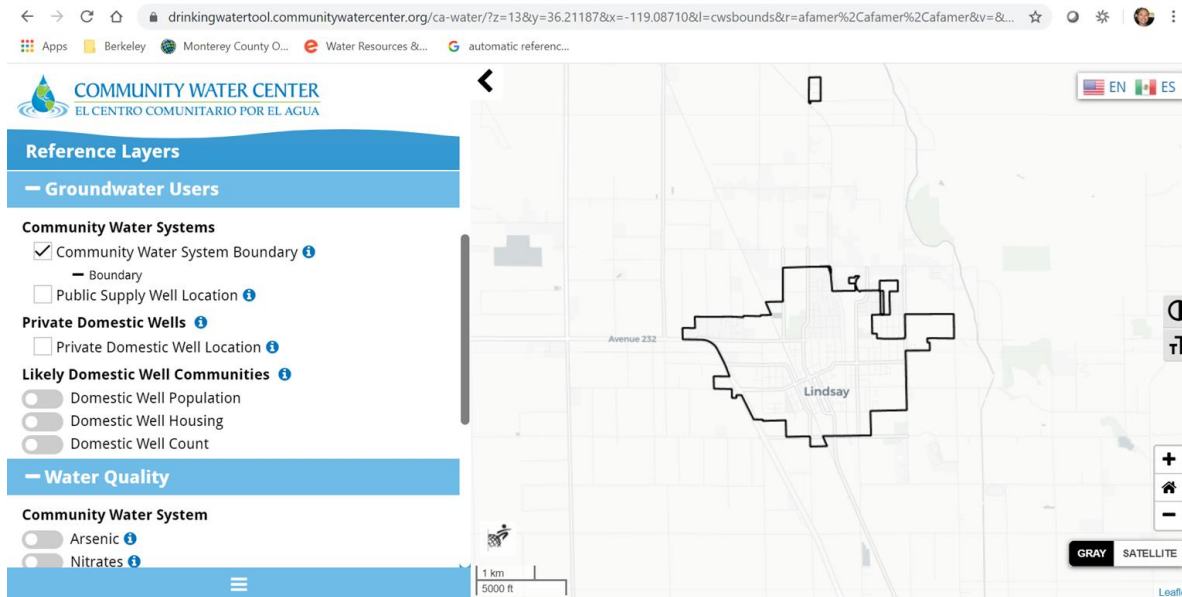 drinkingwatertool.communitywatercenter.org/ca-water/?z=13&y=36.21187&x=-119.08710&l=cwsbounds&r=afamer%2Cafamer%2Cafamer&v=&...
Apps Berkeley Monterey County O... Water Resources &... automatic referenc...
COMMUNITY WATER CENTER
EL CENTRO COMUNITARIO POR EL AGUA
Reference Layers
Groundwater Users
Community Water Systems
Community Water System Boundary
Boundary
Public Supply Well Location
Private Domestic Wells
Private Domestic Well Location
Likely Domestic Well Communities
Domestic Well Population
Domestic Well Housing
Domestic Well Count
Water Quality
Community Water System
Arsenic
Nitrates
EN ES
Avenue 232
Lindsay
1 km
5000 ft
GRAY SATELLITE